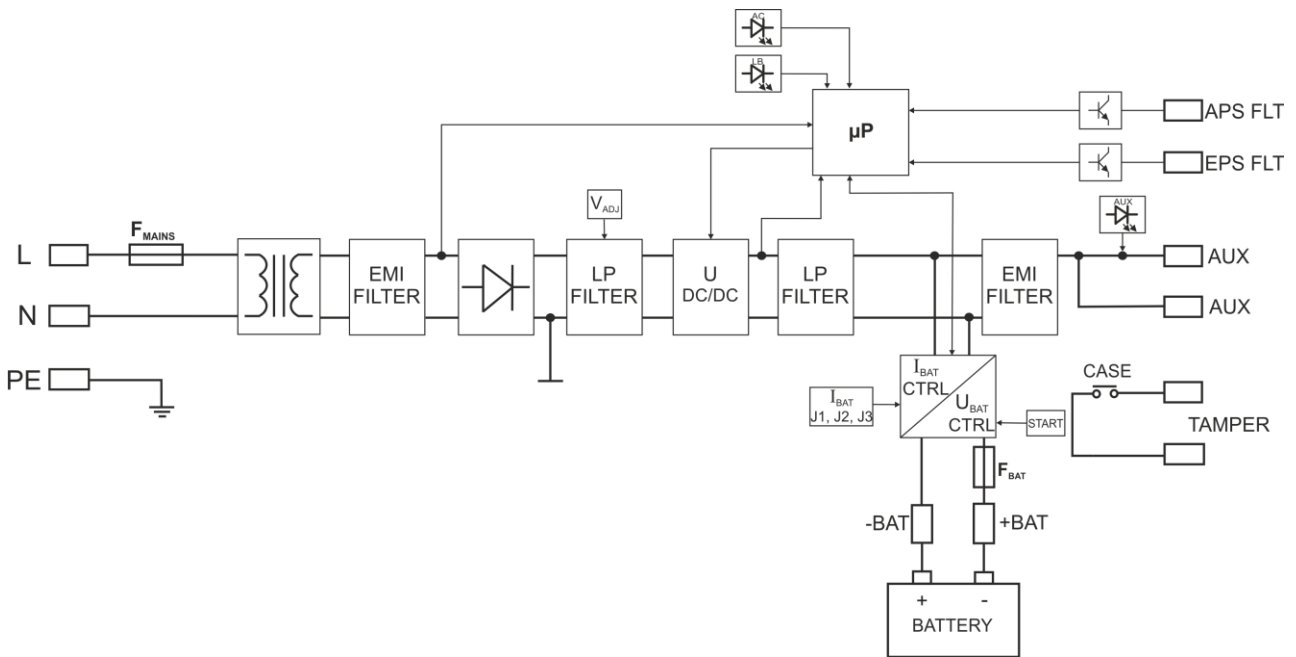 AC
LB
µP
APS FLT
EPS FLT
V_ADJ
AUX
F_MAINS
L
EMI
FILTER
LP
FILTER
U
DC/DC
LP
FILTER
EMI
FILTER
AUX
N
AUX
PE
I_BAT
CTRL
U_BAT
CTRL
I_BAT
J1, J2, J3
START
CASE
TAMPER
F_BAT
-BAT
+BAT
+ -
BATTERY